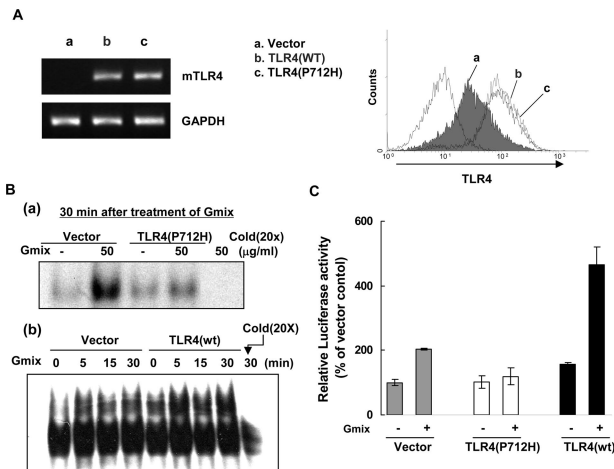 A
a b c
mTLR4
GAPDH
a. Vector
b. TLR4(WT)
c. TLR4(P712H)
Counts
a
b
c
0
10⁰ 10¹ 10² 10³
TLR4
B
(a)
30 min after treatment of Gmix
Vector TLR4(P712H) Cold(20x)
Gmix - 50 - 50 50 (μg/ml)
(b)
Cold(20X)
Vector TLR4(wt)
Gmix 0 5 15 30 0 5 15 30 30 (min)
C
Relative Luciferase activity
(% of vector contol)
600
400
200
0
Gmix - + - + - +
Vector TLR4(P712H) TLR4(wt)